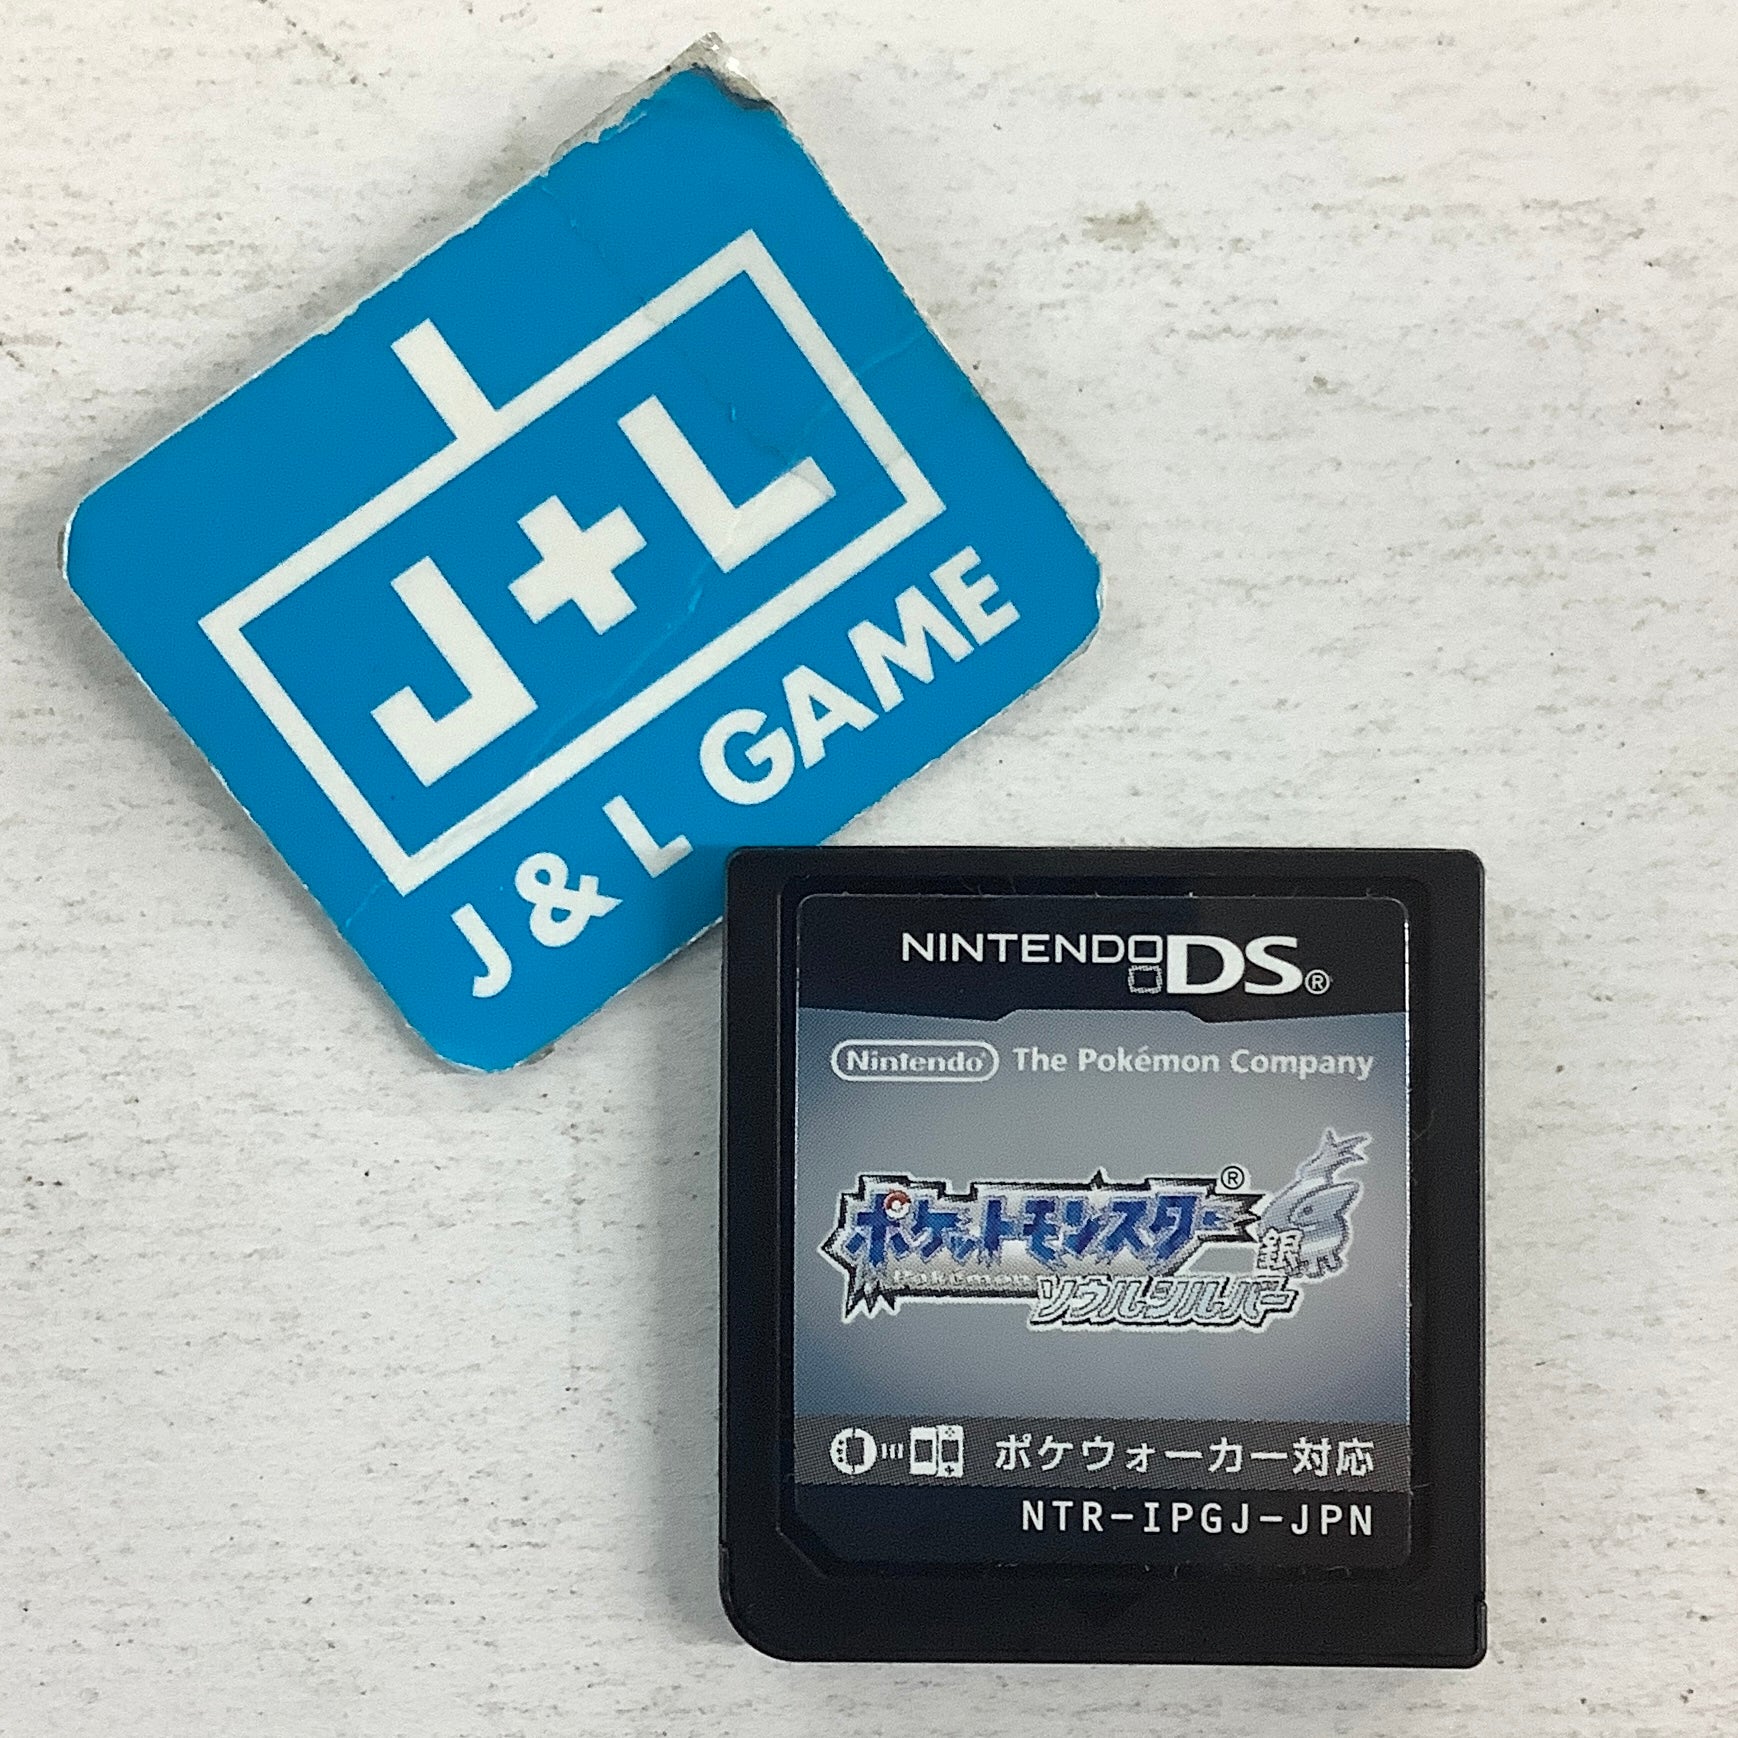 J+L
J & L GAME
NINTENDO DS®
Nintendo® The Pokémon Company
ポケットモンスター®
Pokémon
銀
ソウルシルバー
ポケウォーカー対応
NTR-IPGJ-JPN